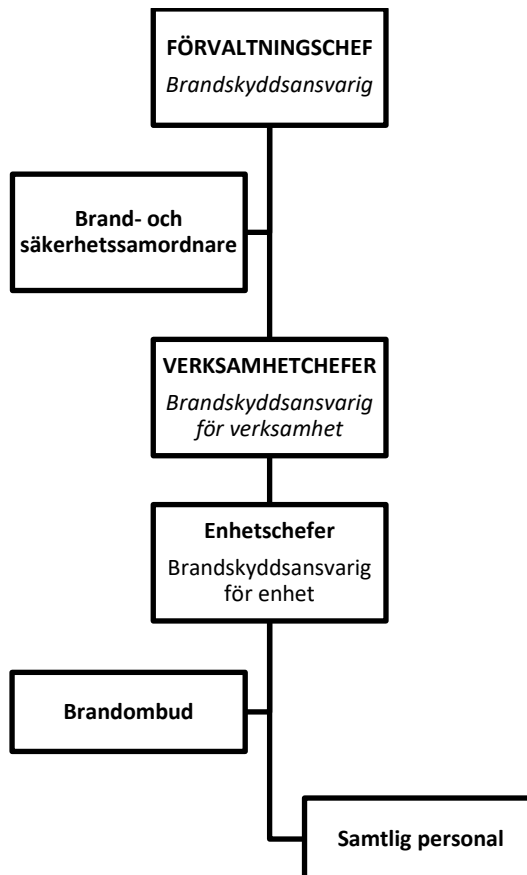 FÖRVALTNINGSCHEF
Brandskyddsansvarig
Brand- och
säkerhetssamordnare
VERKSAMHETCHEFER
Brandskyddsansvarig
för verksamhet
Enhetschefer
Brandskyddsansvarig
för enhet
Brandombud
Samtlig personal